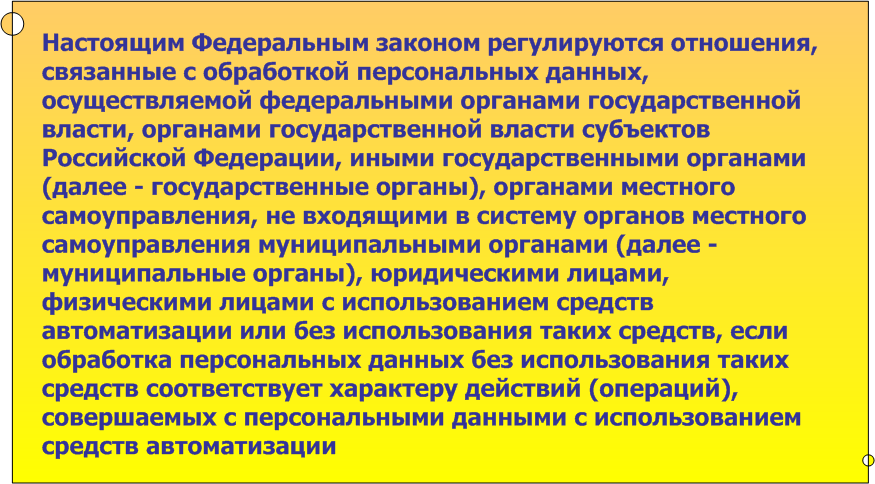 Настоящим Федеральным законом регулируются отношения,
связанные с обработкой персональных данных,
осуществляемой федеральными органами государственной
власти, органами государственной власти субъектов
Российской Федерации, иными государственными органами
(далее - государственные органы), органами местного
самоуправления, не входящими в систему органов местного
самоуправления муниципальными органами (далее -
муниципальные органы), юридическими лицами,
физическими лицами с использованием средств
автоматизации или без использования таких средств, если
обработка персональных данных без использования таких
средств соответствует характеру действий (операций),
совершаемых с персональными данными с использованием
средств автоматизации